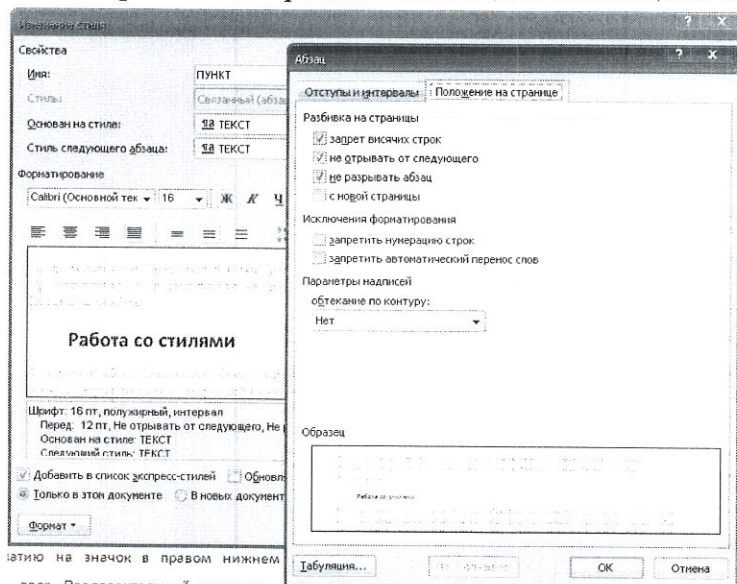 Изменение стиля
Свойства
Имя: ПУНКТ
Стиль: Связанный (абзац
Основан на стиле: ¶a ТЕКСТ
Стиль следующего абзаца: ¶a ТЕКСТ
Форматирование
Calibri (Основной тек 16 Ж К Ч
Работа со стилями
Шрифт: 16 пт, полужирный, интервал
Перед: 12 пт, Не отрывать от следующего, Не
Основан на стиле: ТЕКСТ
Следующий стиль: ТЕКСТ
Добавить в список экспресс-стилей Обновл
Только в этом документе В новых документ
Формат
Абзац
Отступы и интервалы Положение на странице
Разбивка на страницы
запрет висячих строк
не отрывать от следующего
не разрывать абзац
с новой страницы
Исключения форматирования
запретить нумерацию строк
запретить автоматический перенос слов
Параметры надписей
обтекание по контуру:
Нет
Образец
Работа со стилями
Табуляция... ОК Отмена
атию на значок в правом нижнем